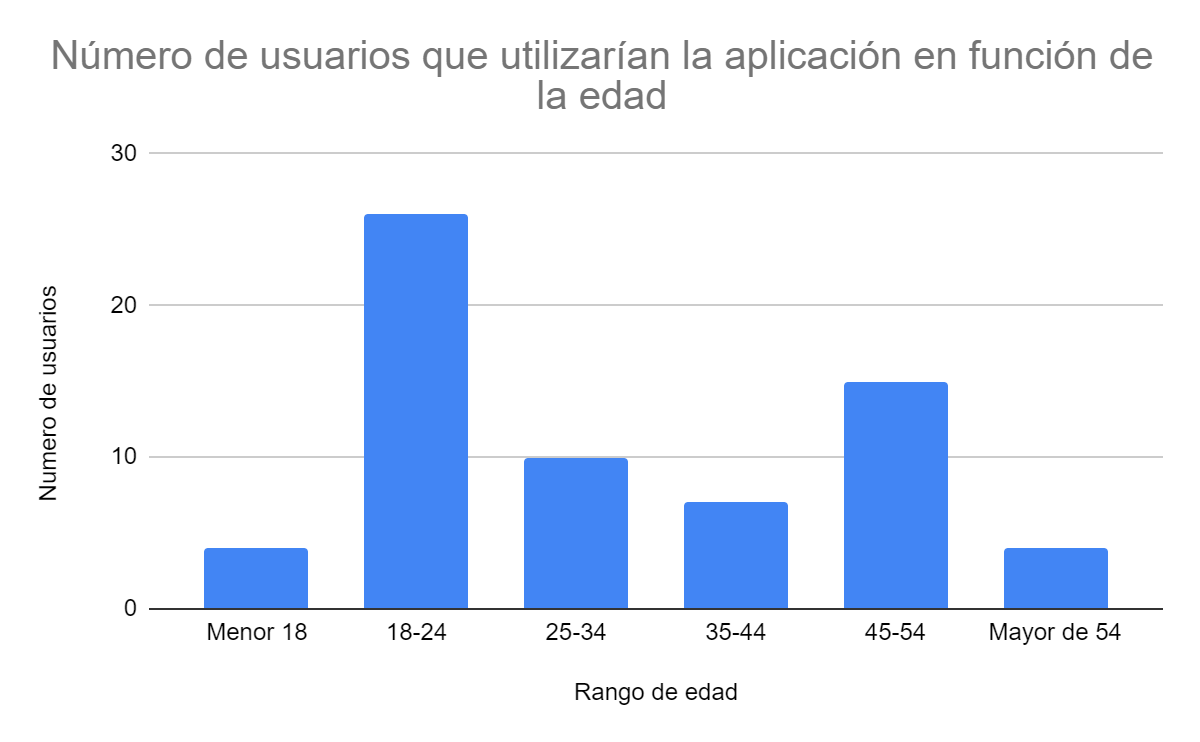 Número de usuarios que utilizarían la aplicación en función de
la edad
30
20
10
0
Numero de usuarios
Menor 18
18-24
25-34
35-44
45-54
Mayor de 54
Rango de edad